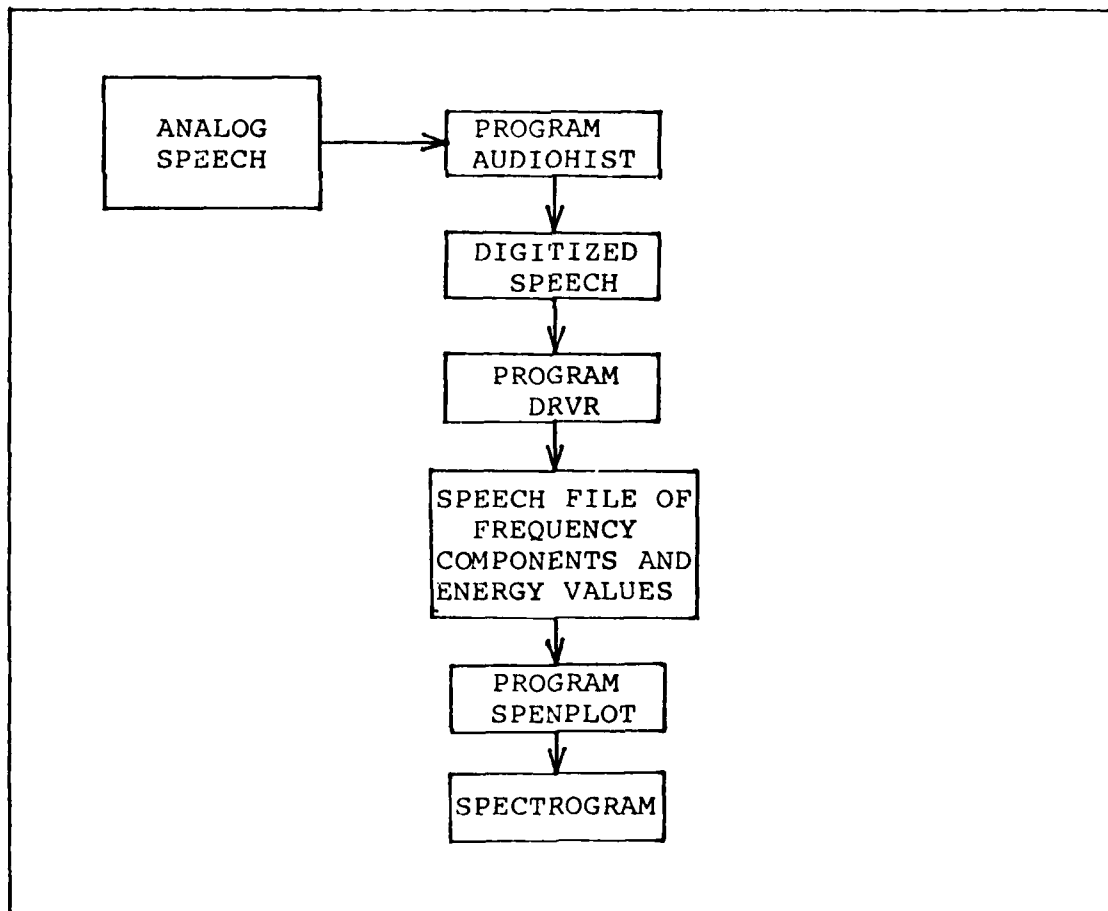 ANALOG
SPEECH
PROGRAM
AUDIOHIST
DIGITIZED
SPEECH
PROGRAM
DRVR
SPEECH FILE OF
FREQUENCY
COMPONENTS AND
ENERGY VALUES
PROGRAM
SPENPLOT
SPECTROGRAM